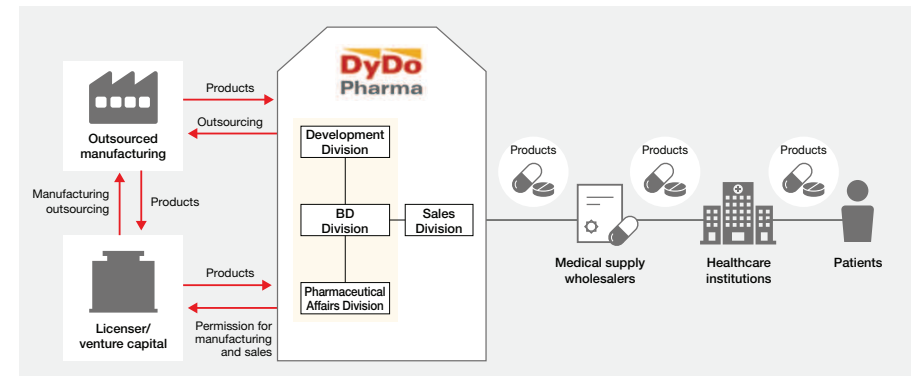 DyDo
Pharma
Products
Outsourcing
Outsourced
manufacturing
Manufacturing
outsourcing
Products
Products
Licenser/
venture capital
Permission for
manufacturing
and sales
Development
Division
BD
Division
Sales
Division
Pharmaceutical
Affairs Division
Products
Products
Products
Medical supply
wholesalers
Healthcare
institutions
Patients